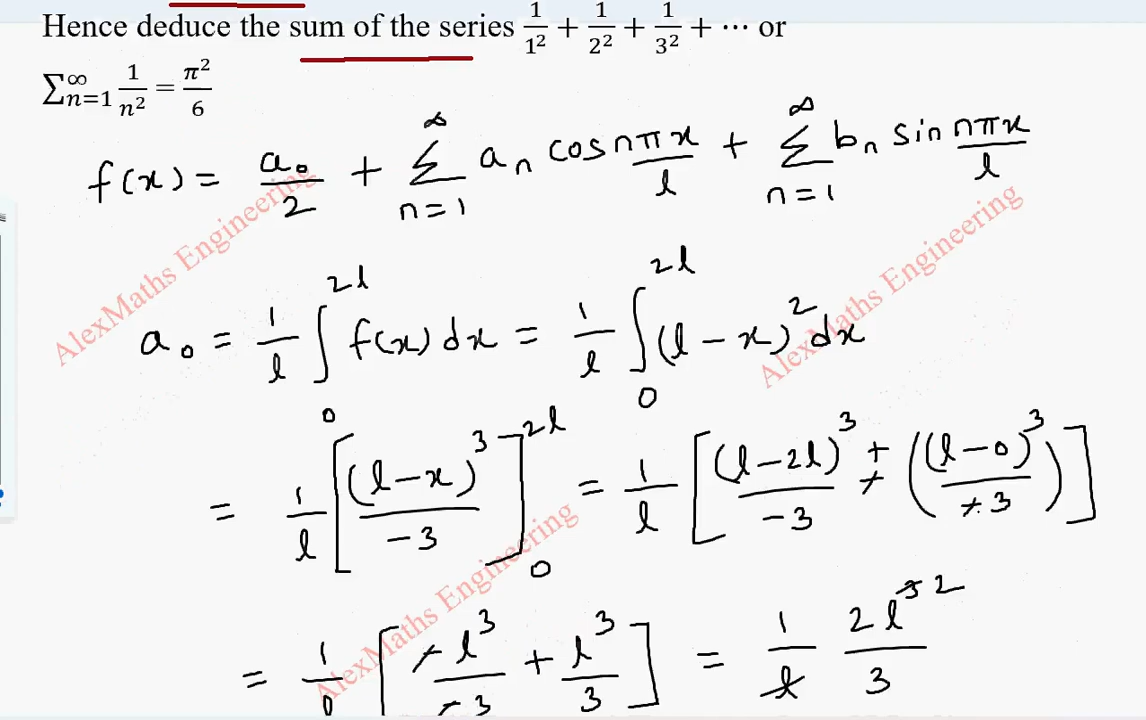 Hence deduce the sum of the series 1/1² + 1/2² + 1/3² + ⋯ or
∑_{n=1}^{∞} 1/n² = π²/6
f(x) = a₀/2 + ∑_{n=1}^{∞} aₙ cos nπx/l + ∑_{n=1}^{∞} bₙ sin nπx/l
AlexMaths Engineering
AlexMaths Engineering
a₀ = 1/l ∫₀^{2l} f(x) dx = 1/l ∫₀^{2l} (l − x)² dx
= 1/l [(l−x)³/−3]₀^{2l} = 1/l [(l−2l)³/−3 + ((l−0)³/+3)]
AlexMaths Engineering
= 1/l [−l³/−3 + l³/3] = 1/l 2l³ ²/3